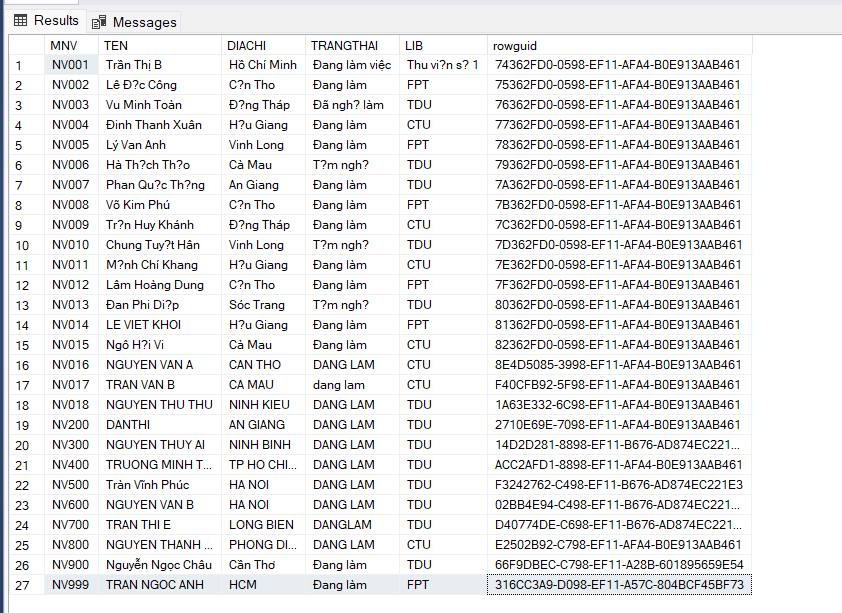 Results Messages
MNV TEN DIACHI TRANGTHAI LIB rowguid
1 NV001 Trần Thị B Hồ Chí Minh Đang làm việc Thu vi?n s? 1 74362FD0-0598-EF11-AFA4-B0E913AAB461
2 NV002 Lê Đ?c Công C?n Tho Đang làm FPT 75362FD0-0598-EF11-AFA4-B0E913AAB461
3 NV003 Vu Minh Toàn Đ?ng Tháp Đã ngh? làm TDU 76362FD0-0598-EF11-AFA4-B0E913AAB461
4 NV004 Đinh Thanh Xuân H?u Giang Đang làm CTU 77362FD0-0598-EF11-AFA4-B0E913AAB461
5 NV005 Lý Van Anh Vinh Long Đang làm FPT 78362FD0-0598-EF11-AFA4-B0E913AAB461
6 NV006 Hà Th?ch Th?o Cà Mau T?m ngh? TDU 79362FD0-0598-EF11-AFA4-B0E913AAB461
7 NV007 Phan Qu?c Th?ng An Giang Đang làm TDU 7A362FD0-0598-EF11-AFA4-B0E913AAB461
8 NV008 Võ Kim Phú C?n Tho Đang làm FPT 7B362FD0-0598-EF11-AFA4-B0E913AAB461
9 NV009 Tr?n Huy Khánh Đ?ng Tháp Đang làm CTU 7C362FD0-0598-EF11-AFA4-B0E913AAB461
10 NV010 Chung Tuy?t Hân Vinh Long T?m ngh? TDU 7D362FD0-0598-EF11-AFA4-B0E913AAB461
11 NV011 M?nh Chí Khang H?u Giang Đang làm CTU 7E362FD0-0598-EF11-AFA4-B0E913AAB461
12 NV012 Lâm Hoàng Dung C?n Tho Đang làm FPT 7F362FD0-0598-EF11-AFA4-B0E913AAB461
13 NV013 Đan Phi Di?p Sóc Trang T?m ngh? TDU 80362FD0-0598-EF11-AFA4-B0E913AAB461
14 NV014 LE VIET KHOI H?u Giang Đang làm FPT 81362FD0-0598-EF11-AFA4-B0E913AAB461
15 NV015 Ngô H?i Vi Cà Mau Đang làm CTU 82362FD0-0598-EF11-AFA4-B0E913AAB461
16 NV016 NGUYEN VAN A CAN THO DANG LAM CTU 8E4D5085-3998-EF11-AFA4-B0E913AAB461
17 NV017 TRAN VAN B CA MAU dang lam CTU F40CFB92-5F98-EF11-AFA4-B0E913AAB461
18 NV018 NGUYEN THU THU NINH KIEU DANG LAM TDU 1A63E332-6C98-EF11-AFA4-B0E913AAB461
19 NV200 DANTHI AN GIANG DANG LAM TDU 2710E69E-7098-EF11-AFA4-B0E913AAB461
20 NV300 NGUYEN THUY AI NINH BINH DANG LAM TDU 14D2D281-8898-EF11-B676-AD874EC221...
21 NV400 TRUONG MINH T... TP HO CHI... DANG LAM TDU ACC2AFD1-8898-EF11-AFA4-B0E913AAB461
22 NV500 Tràn Vĩnh Phúc HA NOI DANG LAM TDU F3242762-C498-EF11-B676-AD874EC221E3
23 NV600 NGUYEN VAN B HA NOI DANG LAM TDU 02BB4E94-C498-EF11-B676-AD874EC221...
24 NV700 TRAN THI E LONG BIEN DANGLAM TDU D40774DE-C698-EF11-B676-AD874EC221...
25 NV800 NGUYEN THANH ... PHONG DI... DANG LAM CTU E2502B92-C798-EF11-AFA4-B0E913AAB461
26 NV900 Nguyễn Ngọc Châu Cần Thơ Đang làm TDU 66F9DBEC-C798-EF11-A28B-601895659E54
27 NV999 TRAN NGOC ANH HCM Đang làm FPT 316CC3A9-D098-EF11-A57C-804BCF45BF73